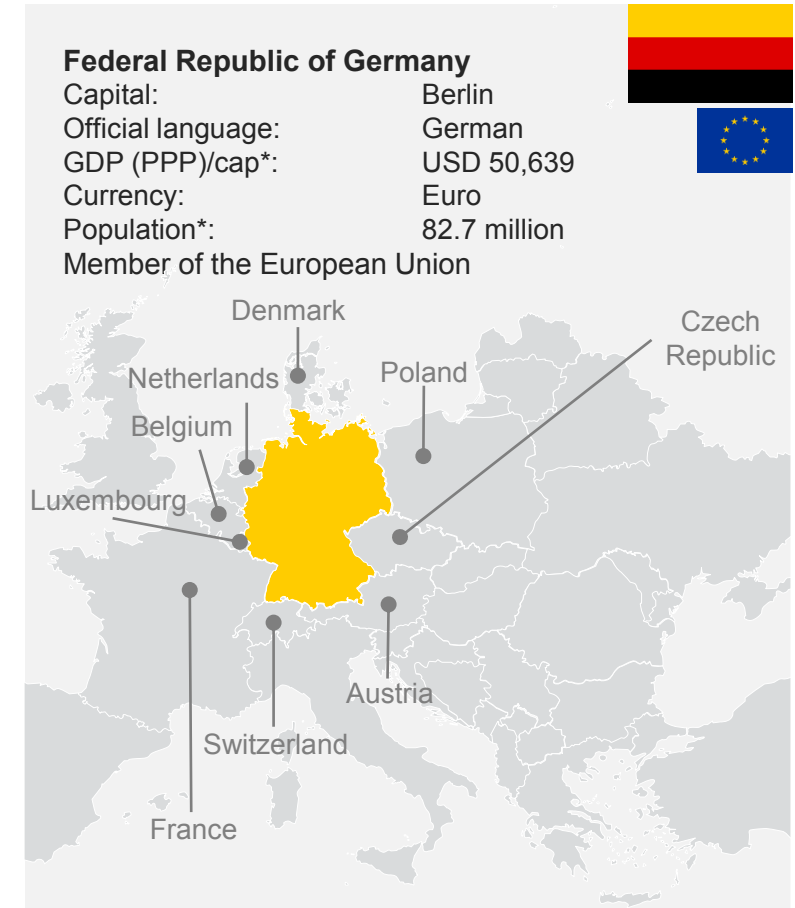 Federal Republic of Germany
Capital: Berlin
Official language: German
GDP (PPP)/cap*: USD 50,639
Currency: Euro
Population*: 82.7 million
Member of the European Union
Denmark
Czech
Republic
Netherlands
Poland
Belgium
Luxembourg
Austria
Switzerland
France